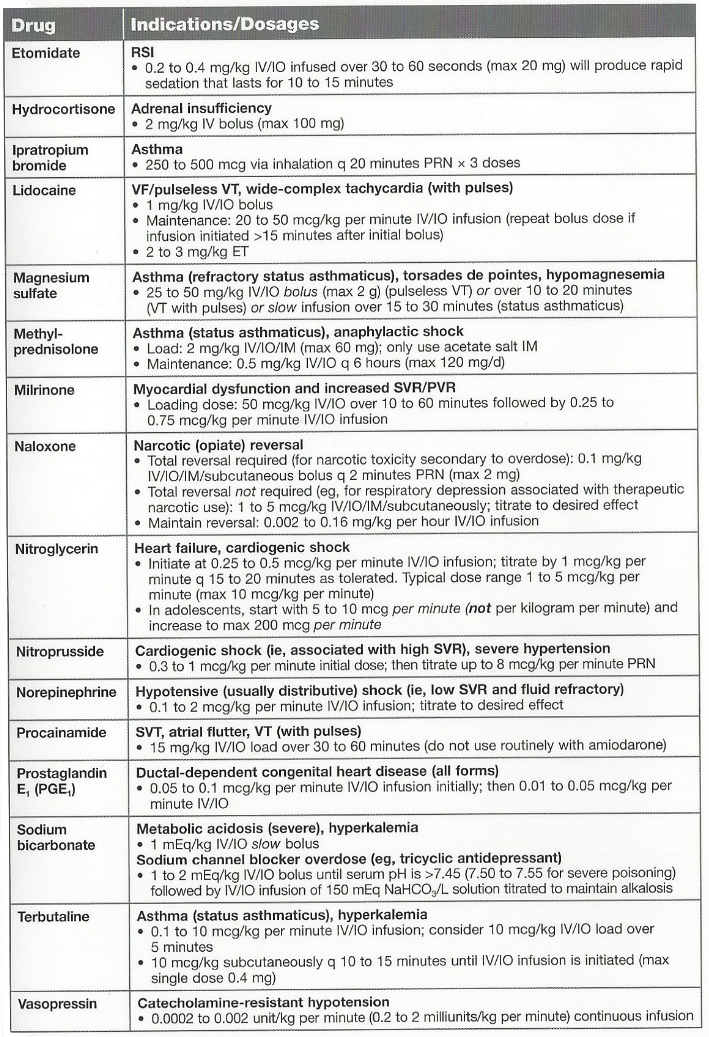 Drug Indications/Dosages
Etomidate RSI
• 0.2 to 0.4 mg/kg IV/IO infused over 30 to 60 seconds (max 20 mg) will produce rapid
sedation that lasts for 10 to 15 minutes
Hydrocortisone Adrenal insufficiency
• 2 mg/kg IV bolus (max 100 mg)
Ipratropium Asthma
bromide • 250 to 500 mcg via inhalation q 20 minutes PRN × 3 doses
Lidocaine VF/pulseless VT, wide-complex tachycardia (with pulses)
• 1 mg/kg IV/IO bolus
• Maintenance: 20 to 50 mcg/kg per minute IV/IO infusion (repeat bolus dose if
infusion initiated >15 minutes after initial bolus)
• 2 to 3 mg/kg ET
Magnesium Asthma (refractory status asthmaticus), torsades de pointes, hypomagnesemia
sulfate • 25 to 50 mg/kg IV/IO bolus (max 2 g) (pulseless VT) or over 10 to 20 minutes
(VT with pulses) or slow infusion over 15 to 30 minutes (status asthmaticus)
Methyl- Asthma (status asthmaticus), anaphylactic shock
prednisolone • Load: 2 mg/kg IV/IO/IM (max 60 mg); only use acetate salt IM
• Maintenance: 0.5 mg/kg IV/IO q 6 hours (max 120 mg/d)
Milrinone Myocardial dysfunction and increased SVR/PVR
• Loading dose: 50 mcg/kg IV/IO over 10 to 60 minutes followed by 0.25 to
0.75 mcg/kg per minute IV/IO infusion
Naloxone Narcotic (opiate) reversal
• Total reversal required (for narcotic toxicity secondary to overdose): 0.1 mg/kg
IV/IO/IM/subcutaneous bolus q 2 minutes PRN (max 2 mg)
• Total reversal not required (eg, for respiratory depression associated with therapeutic
narcotic use): 1 to 5 mcg/kg IV/IO/IM/subcutaneously; titrate to desired effect
• Maintain reversal: 0.002 to 0.16 mg/kg per hour IV/IO infusion
Nitroglycerin Heart failure, cardiogenic shock
• Initiate at 0.25 to 0.5 mcg/kg per minute IV/IO infusion; titrate by 1 mcg/kg per
minute q 15 to 20 minutes as tolerated. Typical dose range 1 to 5 mcg/kg per
minute (max 10 mcg/kg per minute)
• In adolescents, start with 5 to 10 mcg per minute (not per kilogram per minute) and
increase to max 200 mcg per minute
Nitroprusside Cardiogenic shock (ie, associated with high SVR), severe hypertension
• 0.3 to 1 mcg/kg per minute initial dose; then titrate up to 8 mcg/kg per minute PRN
Norepinephrine Hypotensive (usually distributive) shock (ie, low SVR and fluid refractory)
• 0.1 to 2 mcg/kg per minute IV/IO infusion; titrate to desired effect
Procainamide SVT, atrial flutter, VT (with pulses)
• 15 mg/kg IV/IO load over 30 to 60 minutes (do not use routinely with amiodarone)
Prostaglandin Ductal-dependent congenital heart disease (all forms)
E₁ (PGE₁) • 0.05 to 0.1 mcg/kg per minute IV/IO infusion initially; then 0.01 to 0.05 mcg/kg per
minute IV/IO
Sodium Metabolic acidosis (severe), hyperkalemia
bicarbonate • 1 mEq/kg IV/IO slow bolus
Sodium channel blocker overdose (eg, tricyclic antidepressant)
• 1 to 2 mEq/kg IV/IO bolus until serum pH is >7.45 (7.50 to 7.55 for severe poisoning)
followed by IV/IO infusion of 150 mEq NaHCO₃/L solution titrated to maintain alkalosis
Terbutaline Asthma (status asthmaticus), hyperkalemia
• 0.1 to 10 mcg/kg per minute IV/IO infusion; consider 10 mcg/kg IV/IO load over
5 minutes
• 10 mcg/kg subcutaneously q 10 to 15 minutes until IV/IO infusion is initiated (max
single dose 0.4 mg)
Vasopressin Catecholamine-resistant hypotension
• 0.0002 to 0.002 unit/kg per minute (0.2 to 2 milliunits/kg per minute) continuous infusion